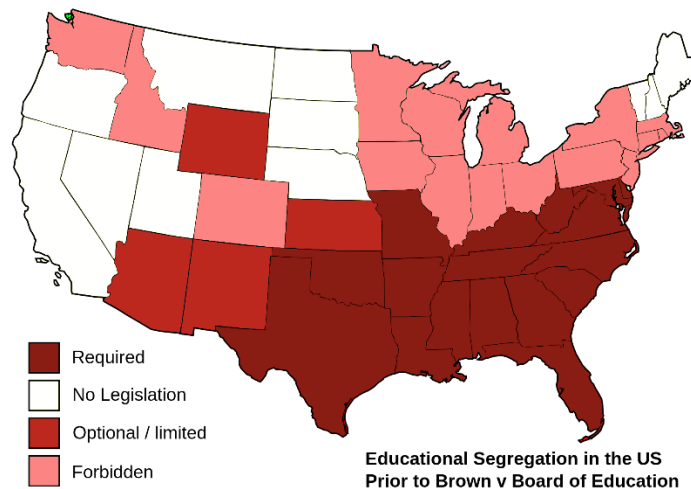 Required
No Legislation
Optional / limited
Forbidden
Educational Segregation in the US
Prior to Brown v Board of Education